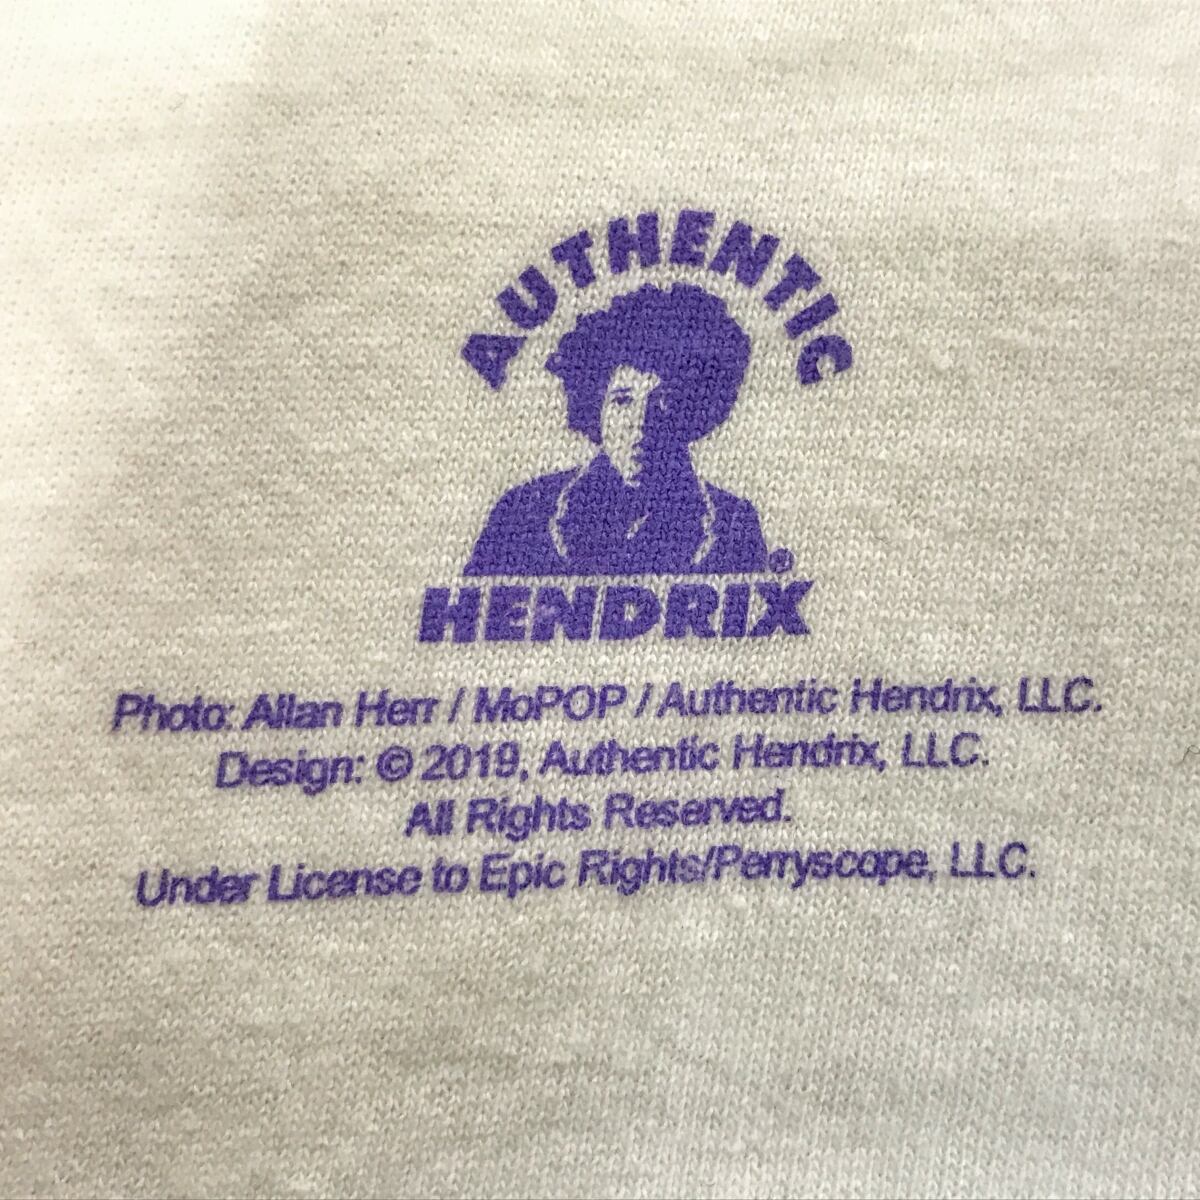 AUTHENTIC
HENDRIX®
Photo: Allan Herr / MoPOP / Authentic Hendrix, LLC.
Design: © 2019, Authentic Hendrix, LLC.
All Rights Reserved.
Under License to Epic Rights/Perryscope, LLC.